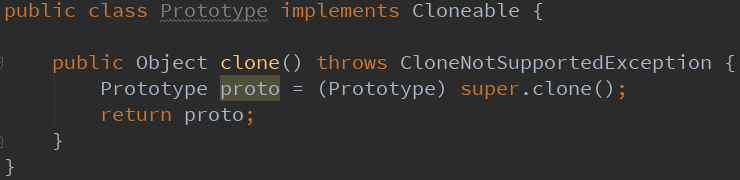 public class Prototype implements Cloneable {
public Object clone() throws CloneNotSupportedException {
Prototype proto = (Prototype) super.clone();
return proto;
}
}